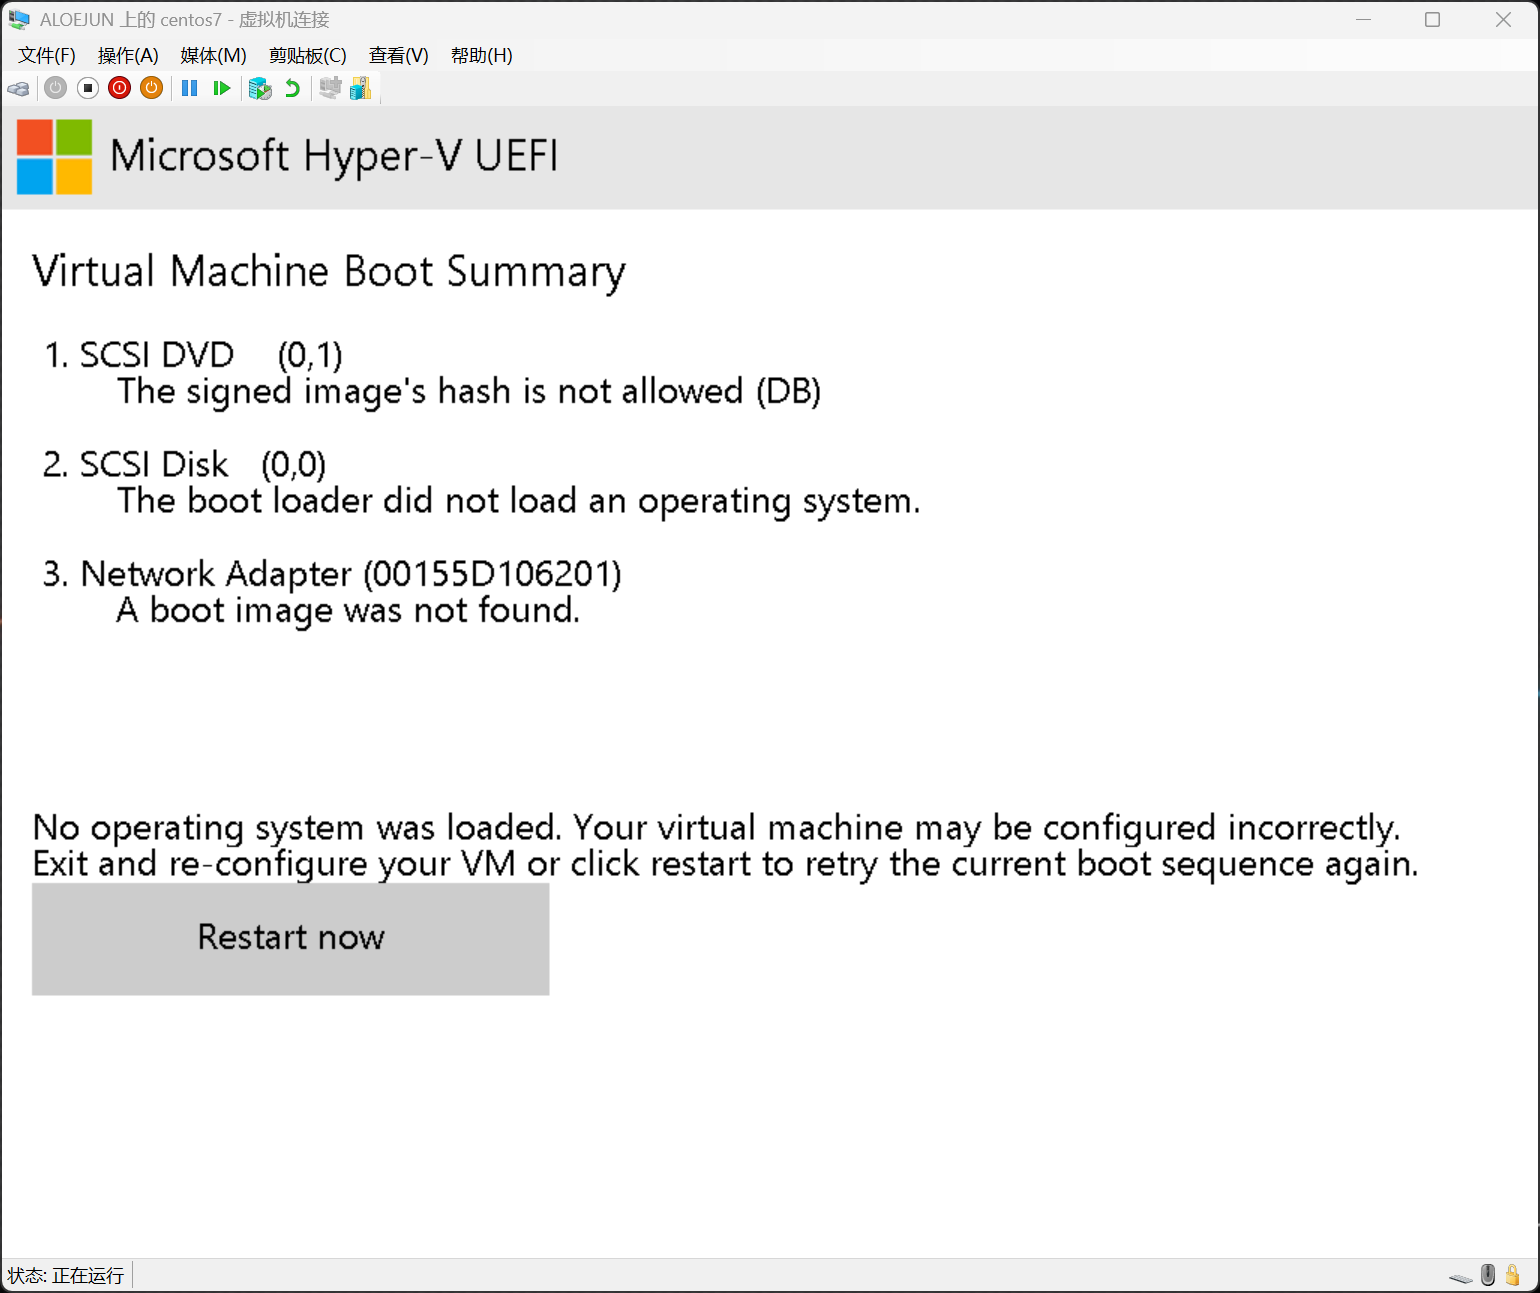 ALOEJUN 上的 centos7 - 虚拟机连接
文件(F) 操作(A) 媒体(M) 剪贴板(C) 查看(V) 帮助(H)
Microsoft Hyper-V UEFI
Virtual Machine Boot Summary
1. SCSI DVD (0,1)
The signed image's hash is not allowed (DB)
2. SCSI Disk (0,0)
The boot loader did not load an operating system.
3. Network Adapter (00155D106201)
A boot image was not found.
No operating system was loaded. Your virtual machine may be configured incorrectly.
Exit and re-configure your VM or click restart to retry the current boot sequence again.
Restart now
状态: 正在运行